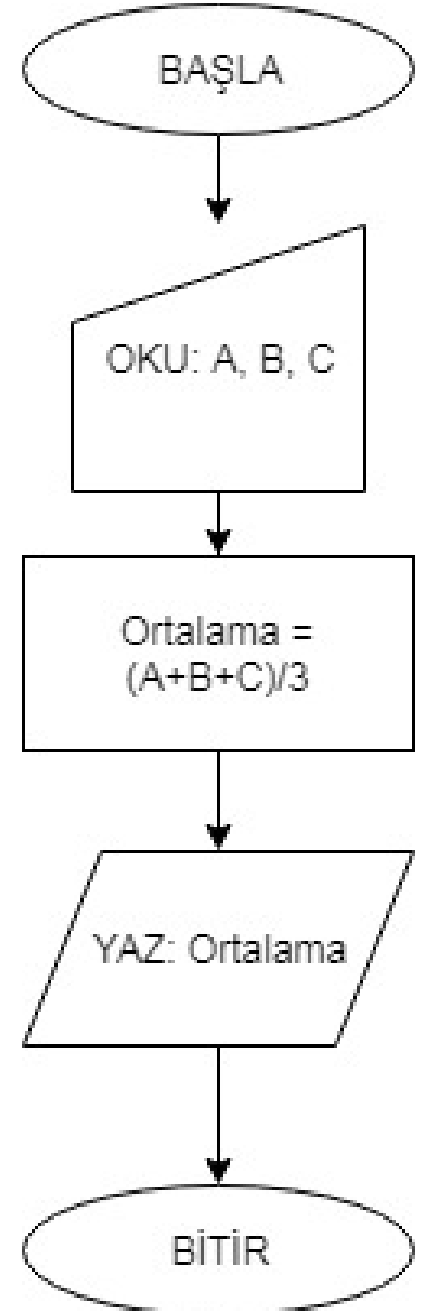 BAŞLA
OKU: A, B, C
Ortalama =
(A+B+C)/3
YAZ: Ortalama
BİTİR